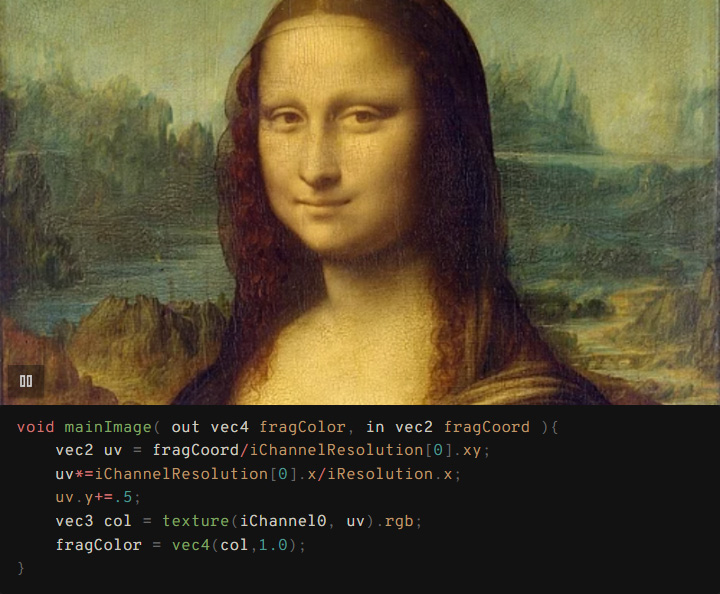 void mainImage( out vec4 fragColor, in vec2 fragCoord ){
    vec2 uv = fragCoord/iChannelResolution[0].xy;
    uv*=iChannelResolution[0].x/iResolution.x;
    uv.y+=.5;
    vec3 col = texture(iChannel0, uv).rgb;
    fragColor = vec4(col,1.0);
}